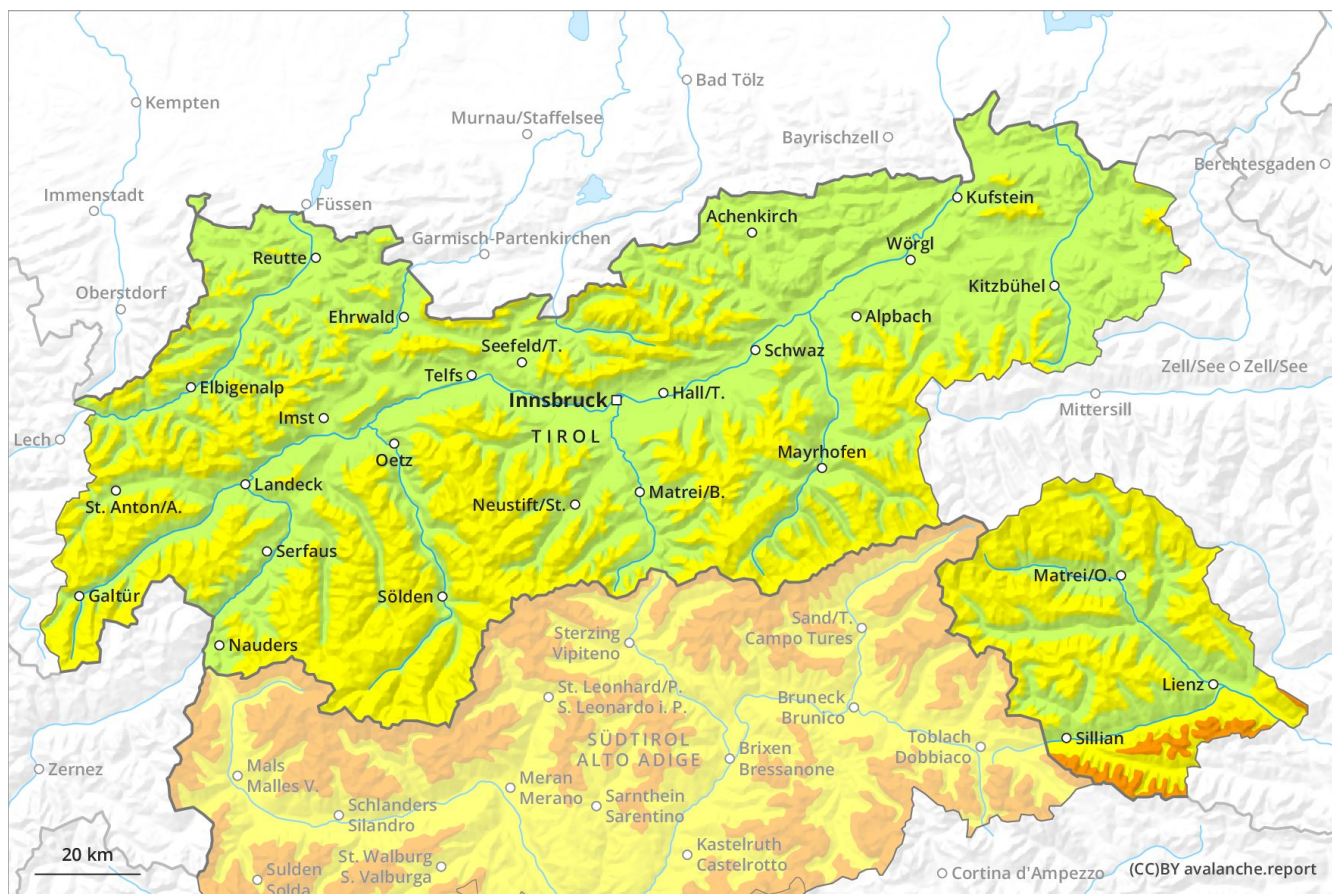 Bad Tölz
Kempten
Murnau/Staffelsee
Bayrischzell
Berchtesgaden
Immenstadt
Füssen
Kufstein
Achenkirch
Garmisch-Partenkirchen
Wörgl
Reutte
Kitzbühel
Oberstdorf
Ehrwald
Alpbach
Seefeld/T.
Schwaz
Zell/See
Zell/See
Telfs
Elbigenalp
Hall/T.
Innsbruck
Mittersill
Imst
Lech
TIROL
Oetz
Mayrhofen
Landeck
Matrei/B.
St. Anton/A.
Neustift/St.
Serfaus
Matrei/O.
Galtür
Sölden
Sand/T.
Campo Tures
Sterzing
Vipiteno
Nauders
Lienz
St. Leonhard/P.
S. Leonardo i. P.
Bruneck
Brunico
Sillian
SÜDTIROL
ALTO ADIGE
Toblach
Dobbiaco
Brixen
Bressanone
Zernez
Mals
Malles V.
Meran
Merano
Sarnthein
Sarentino
Schlanders
Silandro
Kastelruth
Castelrotto
20 km
St. Walburg
S. Valburga
Sulden
Solda
Cortina d'Ampezzo
(CC)BY avalanche.report